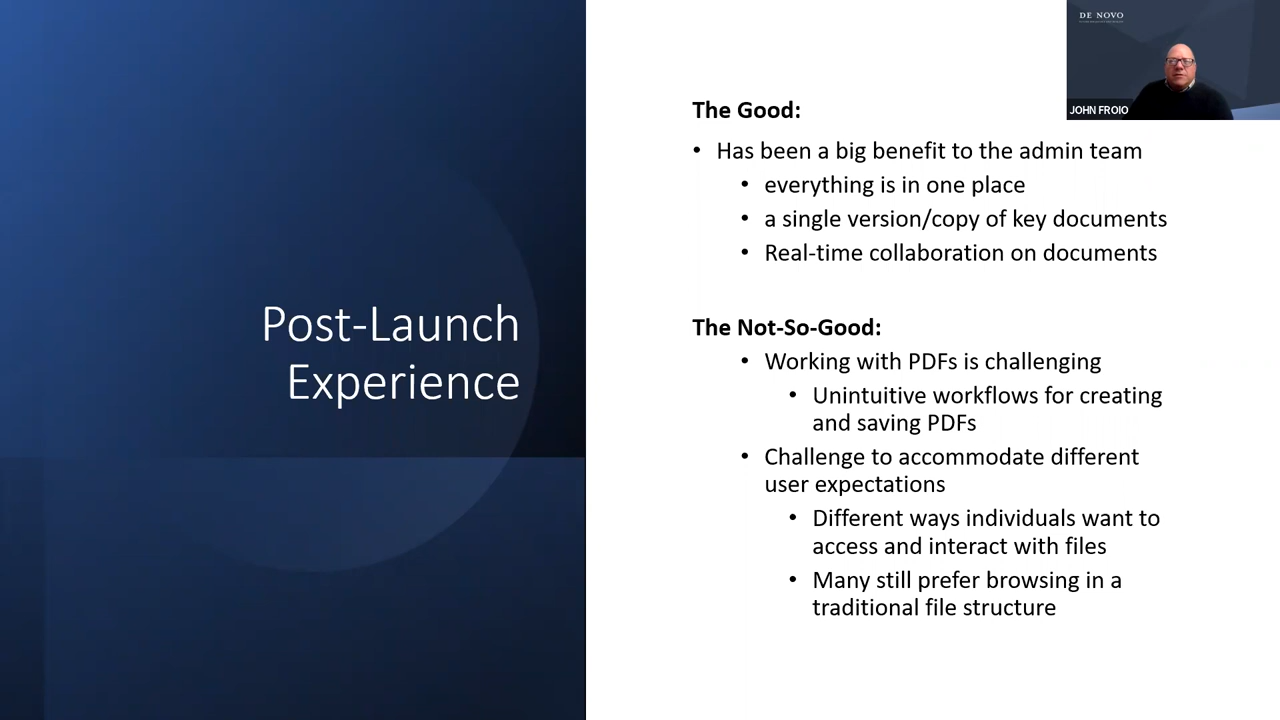 Post-Launch
Experience
The Good:
• Has been a big benefit to the admin team
• everything is in one place
• a single version/copy of key documents
• Real-time collaboration on documents
The Not-So-Good:
• Working with PDFs is challenging
• Unintuitive workflows for creating
and saving PDFs
• Challenge to accommodate different
user expectations
• Different ways individuals want to
access and interact with files
• Many still prefer browsing in a
traditional file structure
DE NOVO
JOHN FROIO